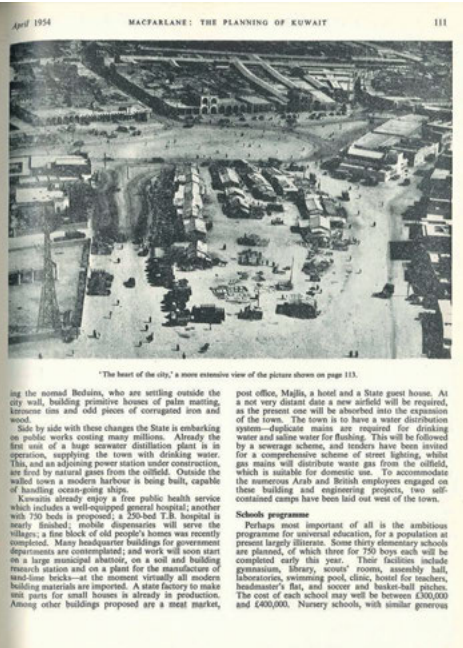 April 1954
MACFARLANE: THE PLANNING OF KUWAIT
111
'The heart of the city,' a more extensive view of the picture shown on page 113.
ing the nomad Beduins, who are settling outside the
city wall, building primitive houses of palm matting,
kerosene tins and odd pieces of corrugated iron and
wood.
Side by side with these changes the State is embarking
on public works costing many millions. Already the
first unit of a huge seawater distillation plant is in
operation, supplying the town with drinking water.
This, and an adjoining power station under construction,
are fired by natural gases from the oilfield. Outside the
walled town a modern harbour is being built, capable
of handling ocean-going ships.
Kuwaitis already enjoy a free public health service
which includes a well-equipped general hospital; another
with 750 beds is proposed; a 250-bed T.B. hospital is
nearly finished; mobile dispensaries will serve the
villages; a fine block of old people's homes was recently
completed. Many headquarter buildings for government
departments are contemplated; and work will soon start
on a large municipal abattoir, on a soil and building
research station and on a plant for the manufacture of
sand-lime bricks—at the moment virtually all modern
building materials are imported. A state factory to make
unit parts for small houses is already in production.
Among other buildings proposed are a meat market,
post office, Majlis, a hotel and a State guest house. At
a not very distant date a new airfield will be required,
as the present one will be absorbed into the expansion
of the town. The town is to have a water distribution
system—duplicate mains are required for drinking
water and saline water for flushing. This will be followed
by a sewerage scheme, and tenders have been invited
for a comprehensive scheme of street lighting, whilst
gas mains will distribute waste gas from the oilfield,
which is suitable for domestic use. To accommodate
the numerous Arab and British employees engaged on
these building and engineering projects, two self-
contained camps have been laid out west of the town.
Schools programme
Perhaps most important of all is the ambitious
programme for universal education, for a population at
present largely illiterate. Some thirty elementary schools
are planned, of which three for 750 boys each will be
completed early this year. Their facilities include
gymnasium, library, scouts' rooms, assembly hall,
laboratories, swimming pool, clinic, hostel for teachers,
headmaster's flat, and soccer and basket-ball pitches.
The cost of each school may well be between £300,000
and £400,000. Nursery schools, with similar generous